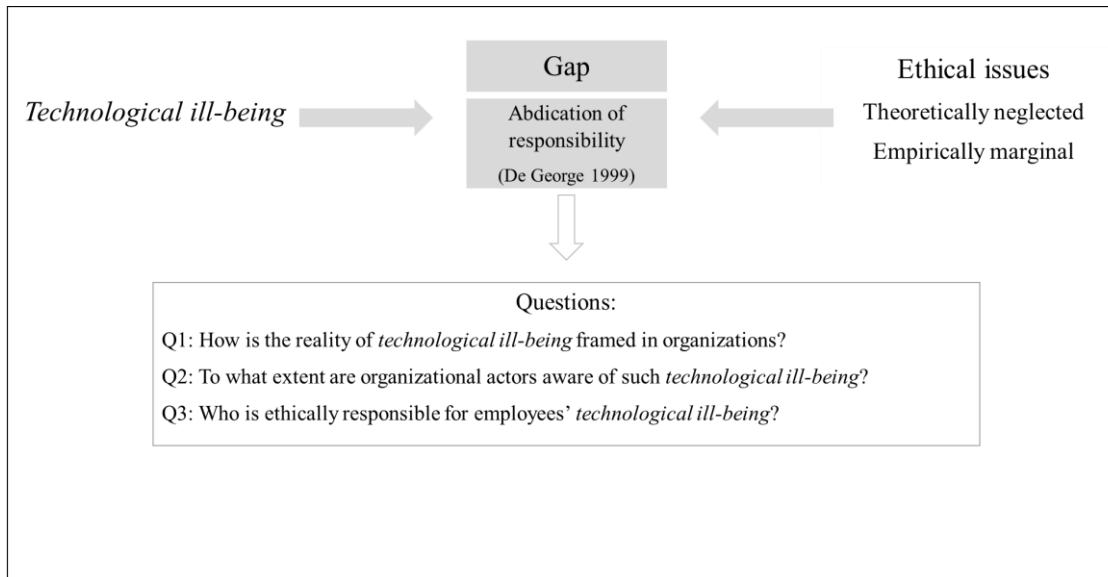 Technological ill-being
Gap
Abdication of
responsibility
(De George 1999)
Ethical issues
Theoretically neglected
Empirically marginal
Questions:
Q1: How is the reality of technological ill-being framed in organizations?
Q2: To what extent are organizational actors aware of such technological ill-being?
Q3: Who is ethically responsible for employees’ technological ill-being?